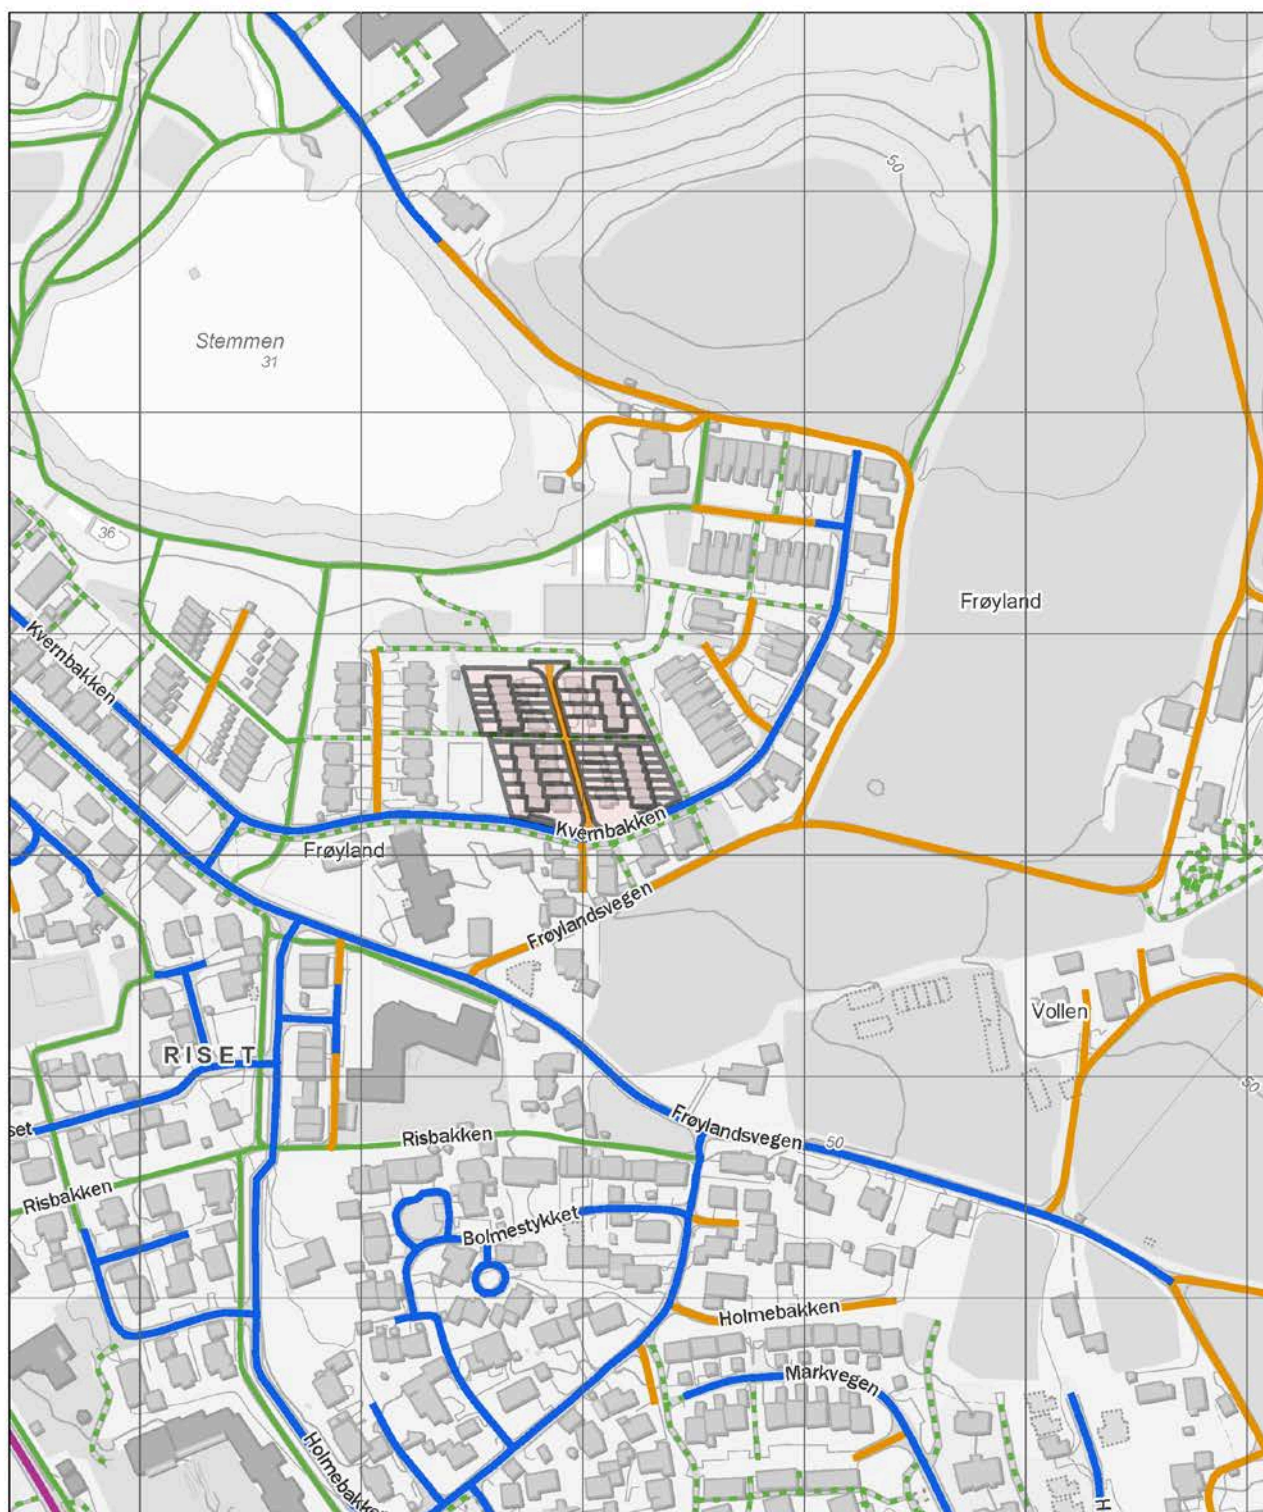 50
Stemmen
31
36
Frøyland
Kvernbakken
Kvernbakken
Frøyland
Frøylandsvegen
Vollen
RISET
50
set
Frøylandsvegen
50
Risbakken
Risbakken
Bolmestykket
Holmebakken
Markvegen
Holmebakken
H